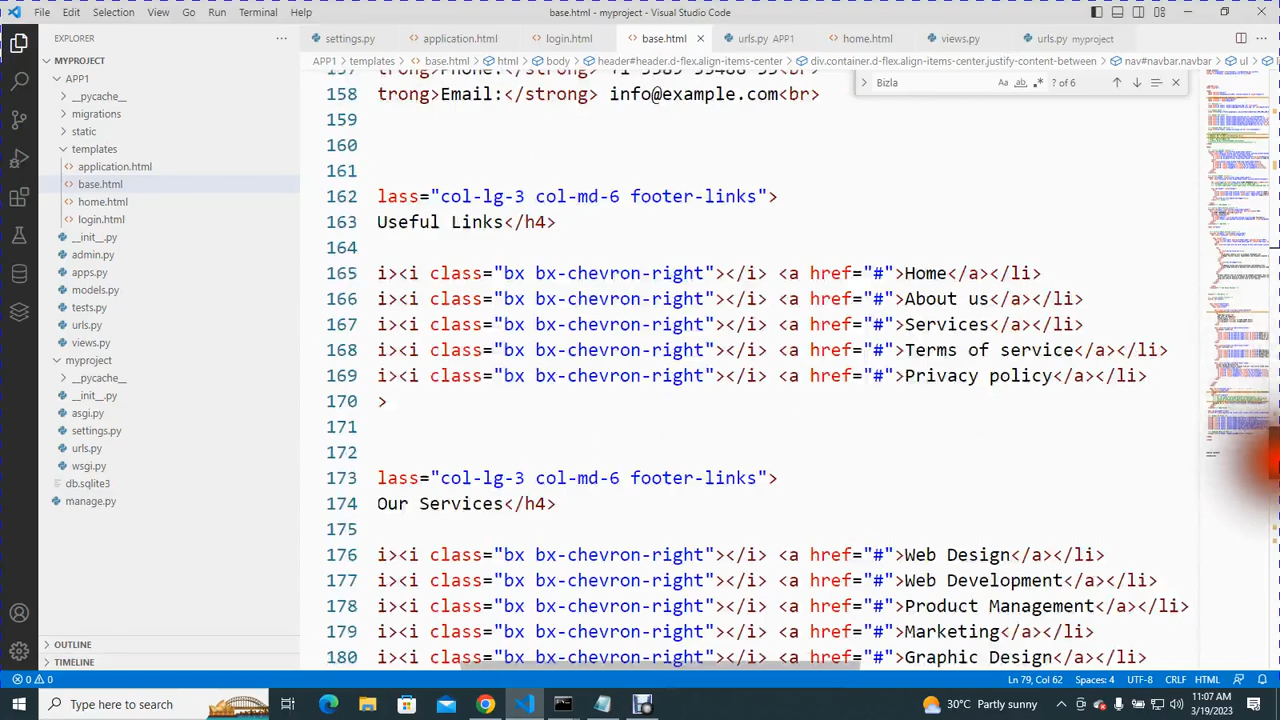 File Edit Selection View Go Run Terminal Help base.html - myproject - Visual Studio Code
EXPLORER
settings.py application.html login.html base.html urls.py APP1 home.html views.py urls.py myproject
APP1 > templates > base.html > html > body > header#header.d-flex.align-items-center > div.container.d-flex.align-items-center.justify-content-between > nav#navbar.navbar > ul
MYPROJECT
APP1
__pycache__
migrations
static
templates
application.html
base.html
home.html
login.html
__init__.py
admin.py
apps.py
models.py
tests.py
urls.py
views.py
myproject
__pycache__
__init__.py
asgi.py
settings.py
urls.py
wsgi.py
db.sqlite3
manage.py
OUTLINE
TIMELINE
Bidda Aa ab 2 of 6
157
158 trong>Email:</strong> info@example.com<br>
159
160
161
162 lass="col-lg-2 col-md-6 footer-links">
163 Useful Links</h4>
164
165 i><i class="bx bx-chevron-right"></i> <a href="#">Home</a></li>
166 i><i class="bx bx-chevron-right"></i> <a href="#">About us</a></li>
167 i><i class="bx bx-chevron-right"></i> <a href="#">Services</a></li>
168 i><i class="bx bx-chevron-right"></i> <a href="#">Terms of service</a></li>
169 i><i class="bx bx-chevron-right"></i> <a href="#">Privacy policy</a></li>
170 >
171
172
173 lass="col-lg-3 col-md-6 footer-links">
174 Our Services</h4>
175
176 i><i class="bx bx-chevron-right"></i> <a href="#">Web Design</a></li>
177 i><i class="bx bx-chevron-right"></i> <a href="#">Web Development</a></li>
178 i><i class="bx bx-chevron-right"></i> <a href="#">Product Management</a></li>
179 i><i class="bx bx-chevron-right"></i> <a href="#">Marketing</a></li>
180 i><i class="bx bx-chevron-right"></i> <a href="#">Graphic Design</a></li>
0 0 Ln 79, Col 62 Spaces: 4 UTF-8 CRLF HTML
Type here to search 33°C Partly sunny 11:07 AM
3/19/2023